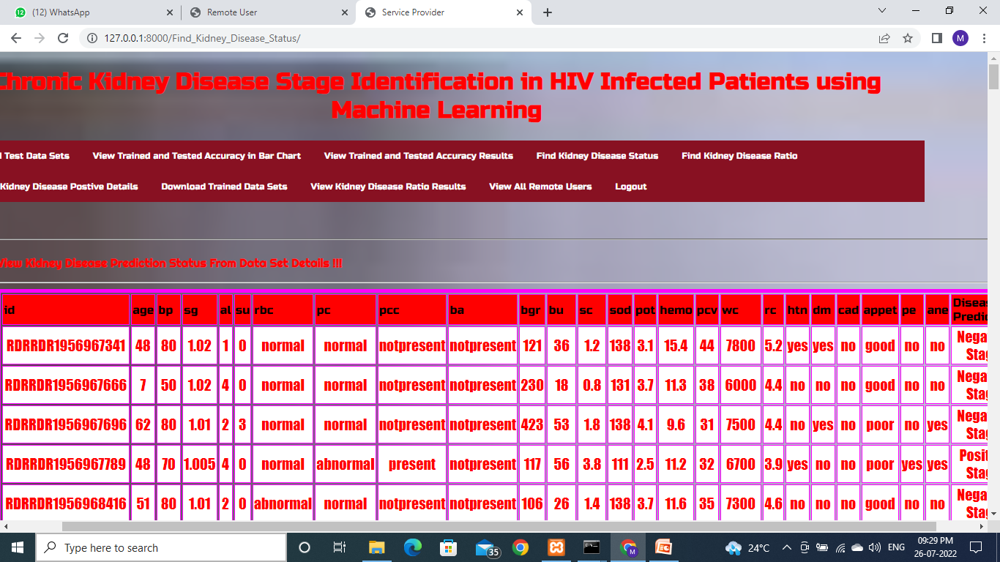 (12) WhatsApp
Remote User
Service Provider
127.0.0.1:8000/Find_Kidney_Disease_Status/
M
Chronic Kidney Disease Stage Identification in HIV Infected Patients using
Machine Learning
Test Data Sets View Trained and Tested Accuracy in Bar Chart View Trained and Tested Accuracy Results Find Kidney Disease Status Find Kidney Disease Ratio
Kidney Disease Postive Details Download Trained Data Sets View Kidney Disease Ratio Results View All Remote Users Logout
View Kidney Disease Prediction Status From Data Set Details !!!
id age bp sg al su rbc pc pcc ba bgr bu sc sod pot hemo pcv wc rc htn dm cad appet pe ane Diseas
Predic
RDRRDR1956967341 48 80 1.02 1 0 normal normal notpresent notpresent 121 36 1.2 138 3.1 15.4 44 7800 5.2 yes yes no good no no Nega
Stag
RDRRDR1956967666 7 50 1.02 4 0 normal normal notpresent notpresent 230 18 0.8 131 3.7 11.3 38 6000 4.4 no no no good no no Nega
Stag
RDRRDR1956967696 62 80 1.01 2 3 normal normal notpresent notpresent 423 53 1.8 138 4.1 9.6 31 7500 4.4 no yes no poor no yes Nega
Stag
RDRRDR1956967789 48 70 1.005 4 0 normal abnormal present notpresent 117 56 3.8 111 2.5 11.2 32 6700 3.9 yes no no poor yes yes Posit
Stag
RDRRDR1956968416 51 80 1.01 2 0 abnormal normal notpresent notpresent 106 26 1.4 138 3.7 11.6 35 7300 4.6 no no no good no no Nega
Stag
Type here to search
35
M
24°C
ENG
09:29 PM
26-07-2022